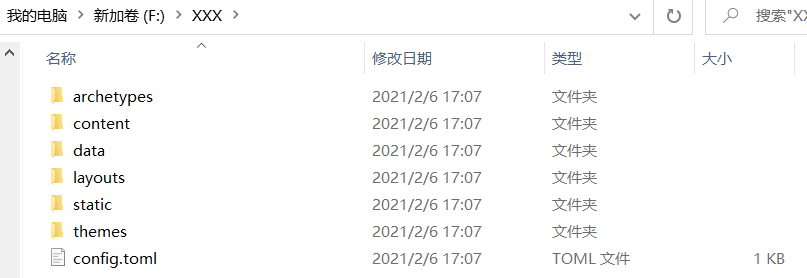 我的电脑 > 新加卷 (F:) > XXX >
搜索"XX
名称 修改日期 类型 大小
archetypes 2021/2/6 17:07 文件夹
content 2021/2/6 17:07 文件夹
data 2021/2/6 17:07 文件夹
layouts 2021/2/6 17:07 文件夹
static 2021/2/6 17:07 文件夹
themes 2021/2/6 17:07 文件夹
config.toml 2021/2/6 17:07 TOML 文件 1 KB